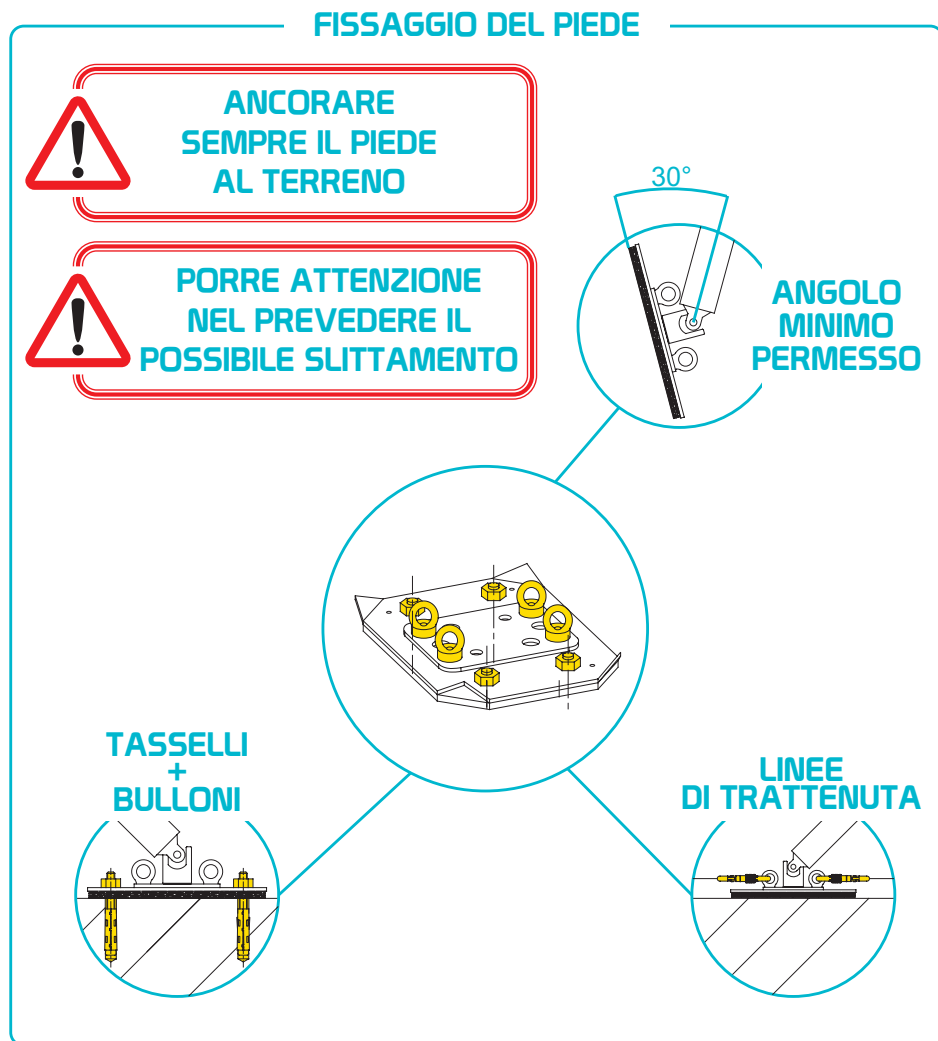 FISSAGGIO DEL PIEDE
ANCORARE
SEMPRE IL PIEDE
AL TERRENO
PORRE ATTENZIONE
NEL PREVEDERE IL
POSSIBILE SLITTAMENTO
30°
ANGOLO
MINIMO
PERMESSO
TASSELLI
+
BULLONI
LINEE
DI TRATTENUTA